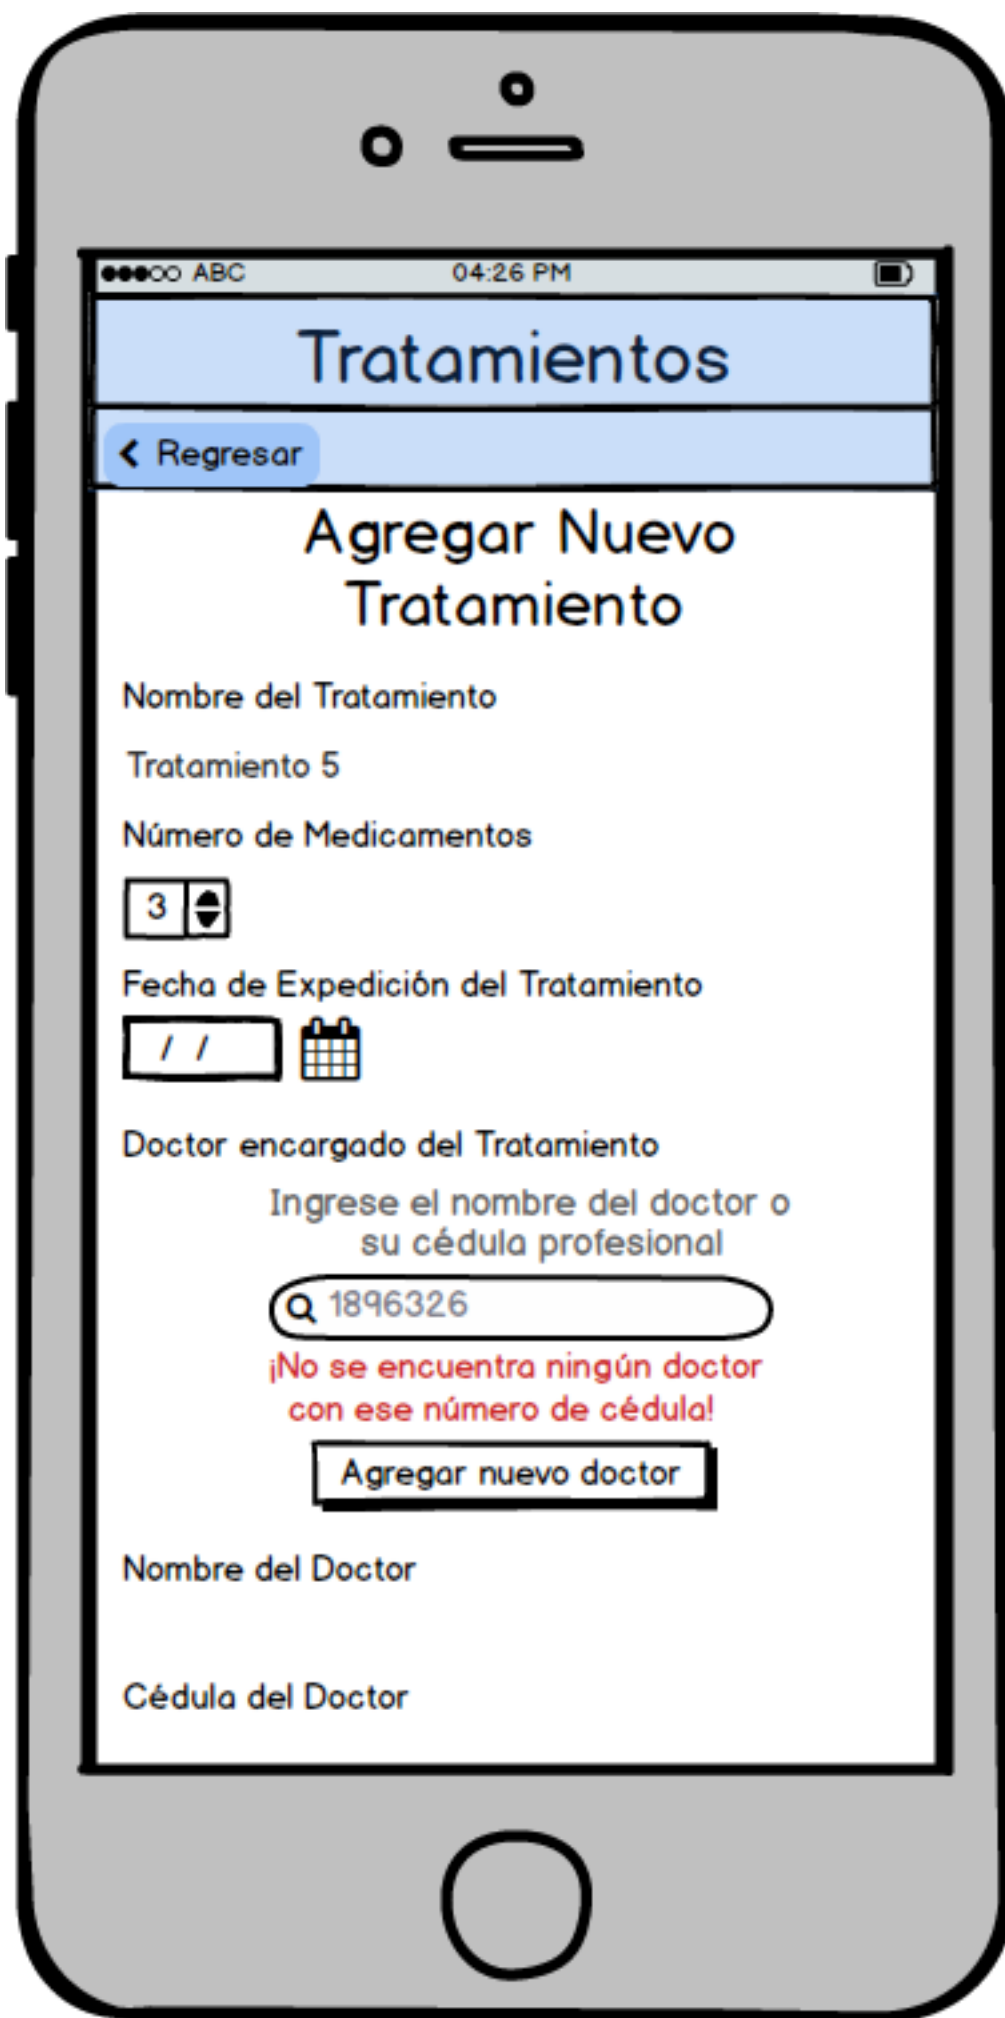 ABC 04:26 PM
Tratamientos
Regresar
Agregar Nuevo
Tratamiento
Nombre del Tratamiento
Tratamiento 5
Número de Medicamentos
3
Fecha de Expedición del Tratamiento
/ /
Doctor encargado del Tratamiento
Ingrese el nombre del doctor o
su cédula profesional
1896326
¡No se encuentra ningún doctor
con ese número de cédula!
Agregar nuevo doctor
Nombre del Doctor
Cédula del Doctor